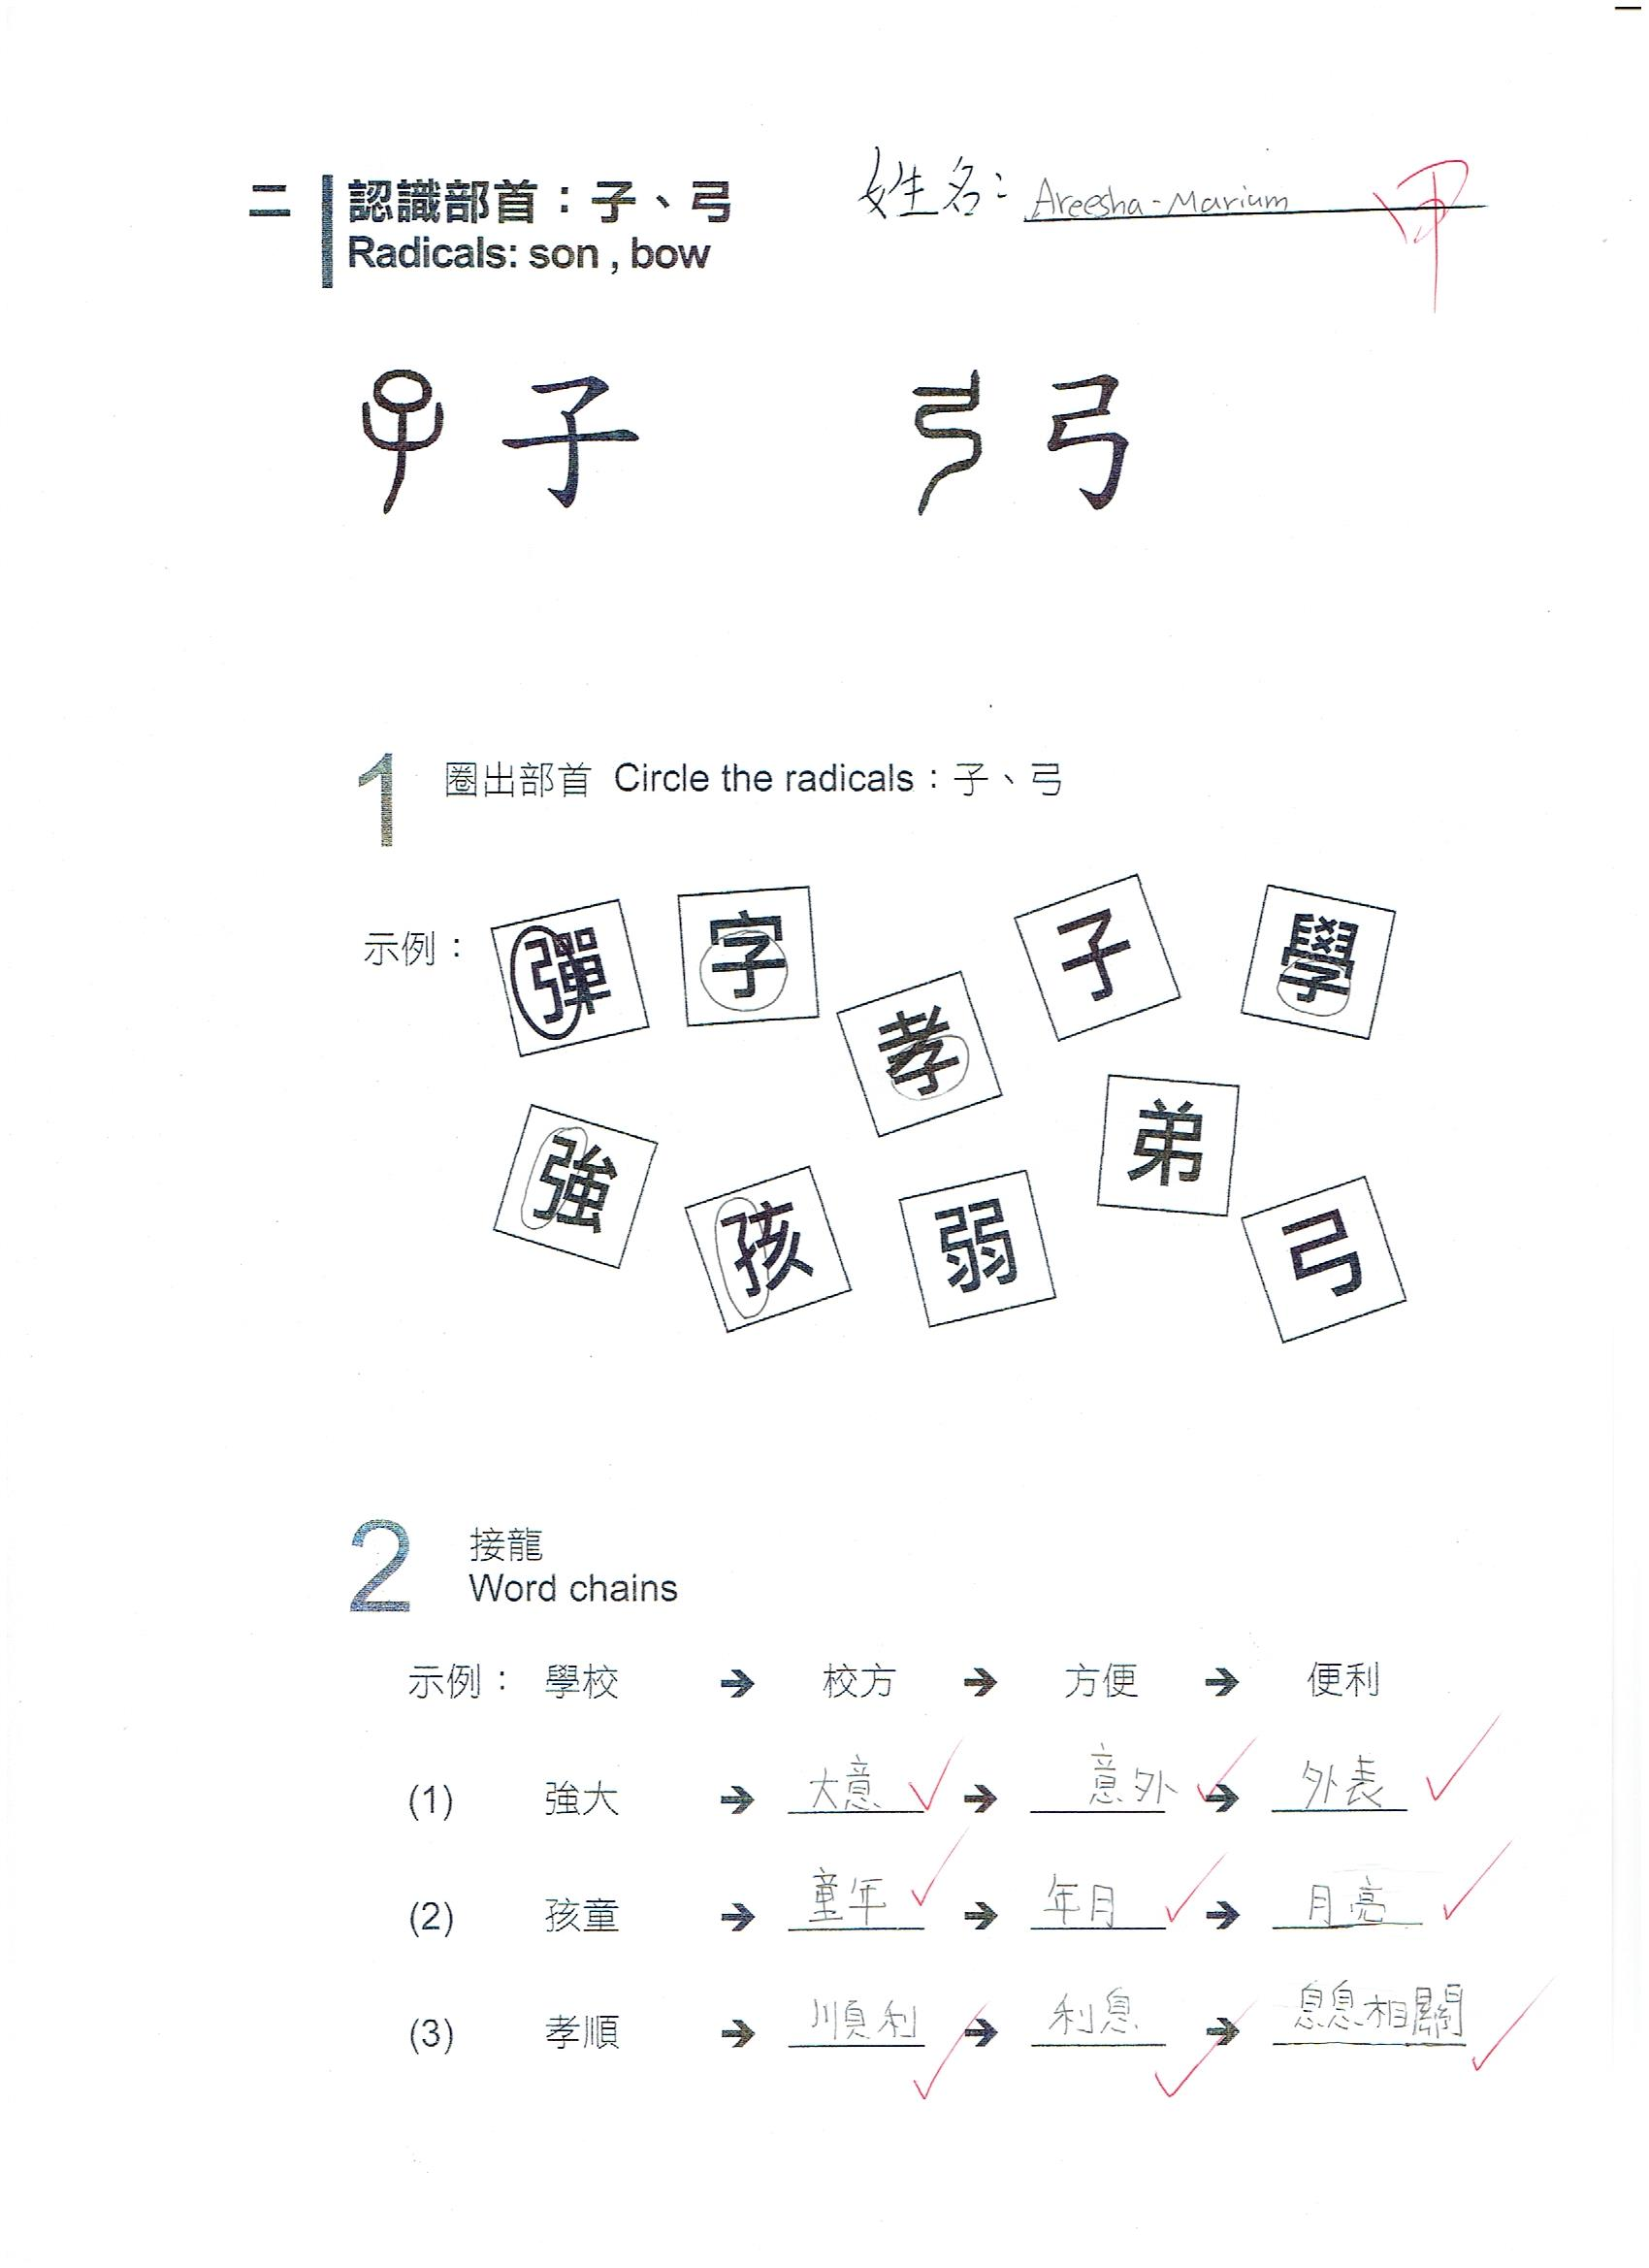 二 認識部首：子、弓 姓名：Areesha-Marium 甲
Radicals: son , bow
子 子 弓 弓
1 圈出部首 Circle the radicals：子、弓
示例： 彈 字 孝 子 學
強 孩 弱 弟 弓
2 接龍
Word chains
示例： 學校 → 校方 → 方便 → 便利
(1) 強大 → 大意 → 意外 → 外表
(2) 孩童 → 童年 → 年月 → 月亮
(3) 孝順 → 順利 → 利息 → 息息相關